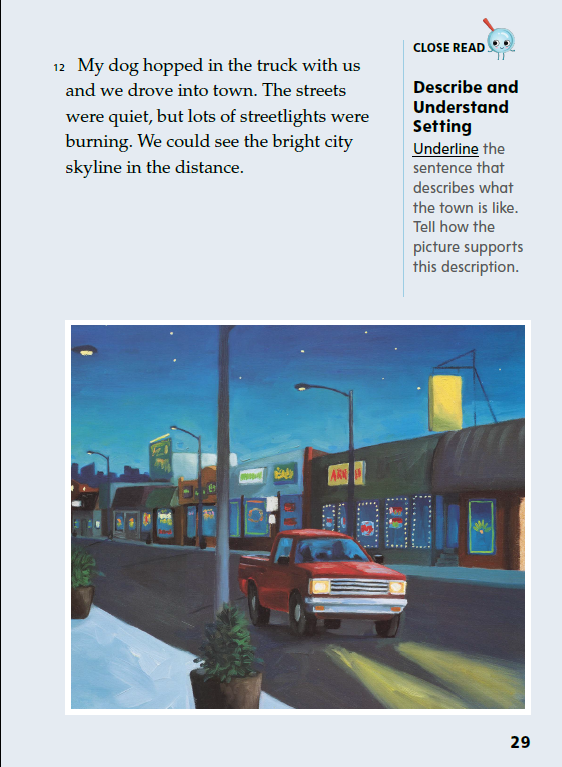 12 My dog hopped in the truck with us
and we drove into town. The streets
were quiet, but lots of streetlights were
burning. We could see the bright city
skyline in the distance.
CLOSE READ
Describe and
Understand
Setting
Underline the
sentence that
describes what
the town is like.
Tell how the
picture supports
this description.
29